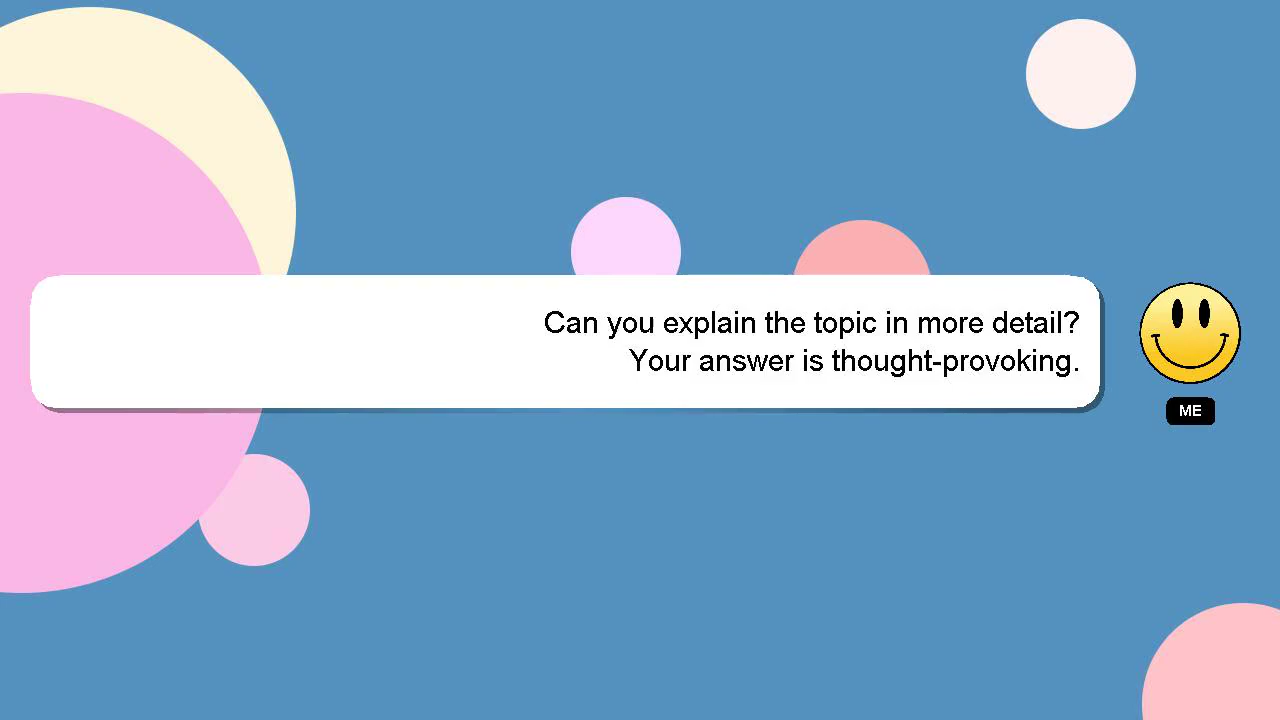 Can you explain the topic in more detail?
Your answer is thought-provoking.
ME